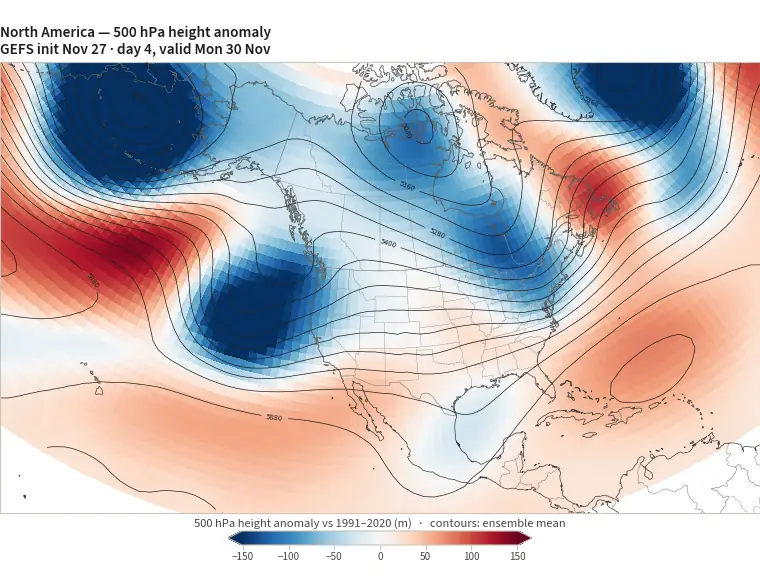 North America — 500 hPa height anomaly
GEFS init Nov 27 · day 4, valid Mon 30 Nov
5160
5280
5400
5880
500 hPa height anomaly vs 1991–2020 (m) · contours: ensemble mean
−150 −100 −50 0 50 100 150